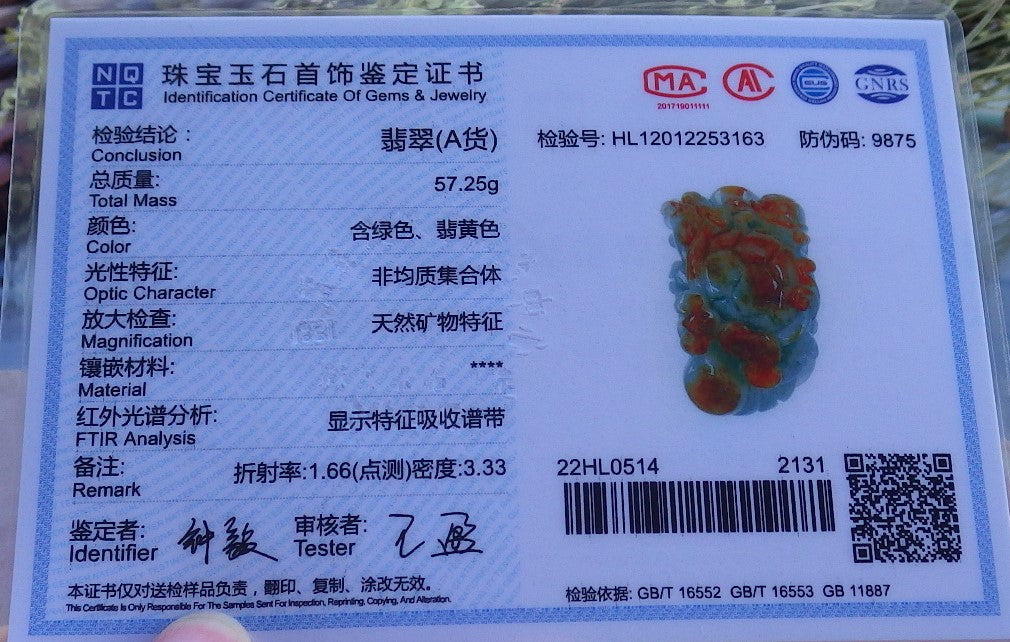 NQTC
珠宝玉石首饰鉴定证书
Identification Certificate Of Gems & Jewelry
检验结论: 翡翠(A货)
Conclusion
总质量: 57.25g
Total Mass
颜色: 含绿色、翡黄色
Color
光性特征: 非均质集合体
Optic Character
放大检查: 天然矿物特征
Magnification
镶嵌材料: ****
Material
红外光谱分析: 显示特征吸收谱带
FTIR Analysis
备注: 折射率:1.66(点测)密度:3.33
Remark
鉴定者: 审核者:
Identifier Tester
本证书仅对送检样品负责，翻印、复制、涂改无效。
This Certificate Is Only Responsible For The Samples Sent For Inspection, Reprinting, Copying, And Alteration.
MA
201719011111
GNRS
检验号: HL12012253163 防伪码: 9875
22HL0514 2131
检验依据: GB/T 16552 GB/T 16553 GB 11887